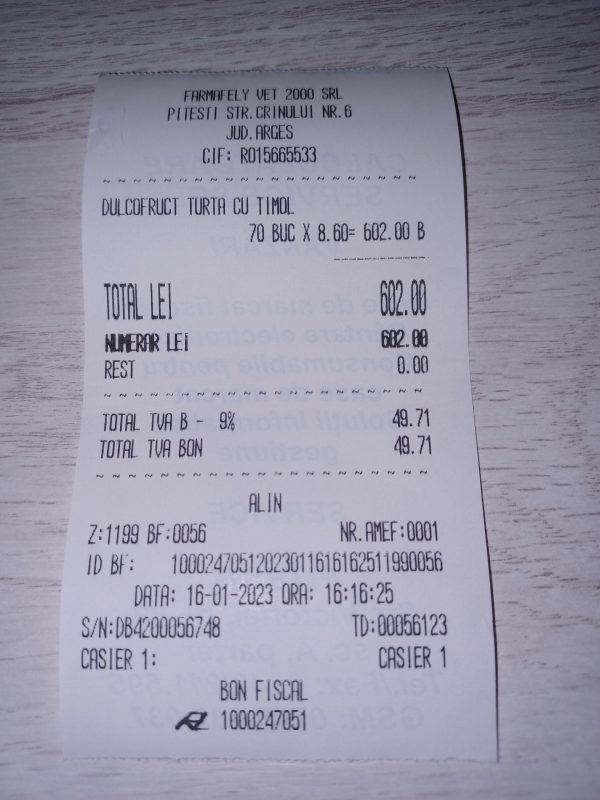 FARMAFELY VET 2000 SRL
PITESTI STR.CRINULUI NR.6
JUD.ARGES
CIF: RO15665533
DULCOFRUCT TURTA CU TIMOL
70 BUC X 8.60= 602.00 B
TOTAL LEI 602.00
NUMERAR LEI 602.00
REST 0.00
TOTAL TVA B 9% 49.71
TOTAL TVA BON 49.71
ALIN
Z:1199 BF:0056 NR.AMEF:0001
ID BF: 10002470512023011616162511990056
DATA: 16-01-2023 ORA: 16:16:25
S/N:DB4200056748 TD:00056123
CASIER 1: CASIER 1
BON FISCAL
1000247051